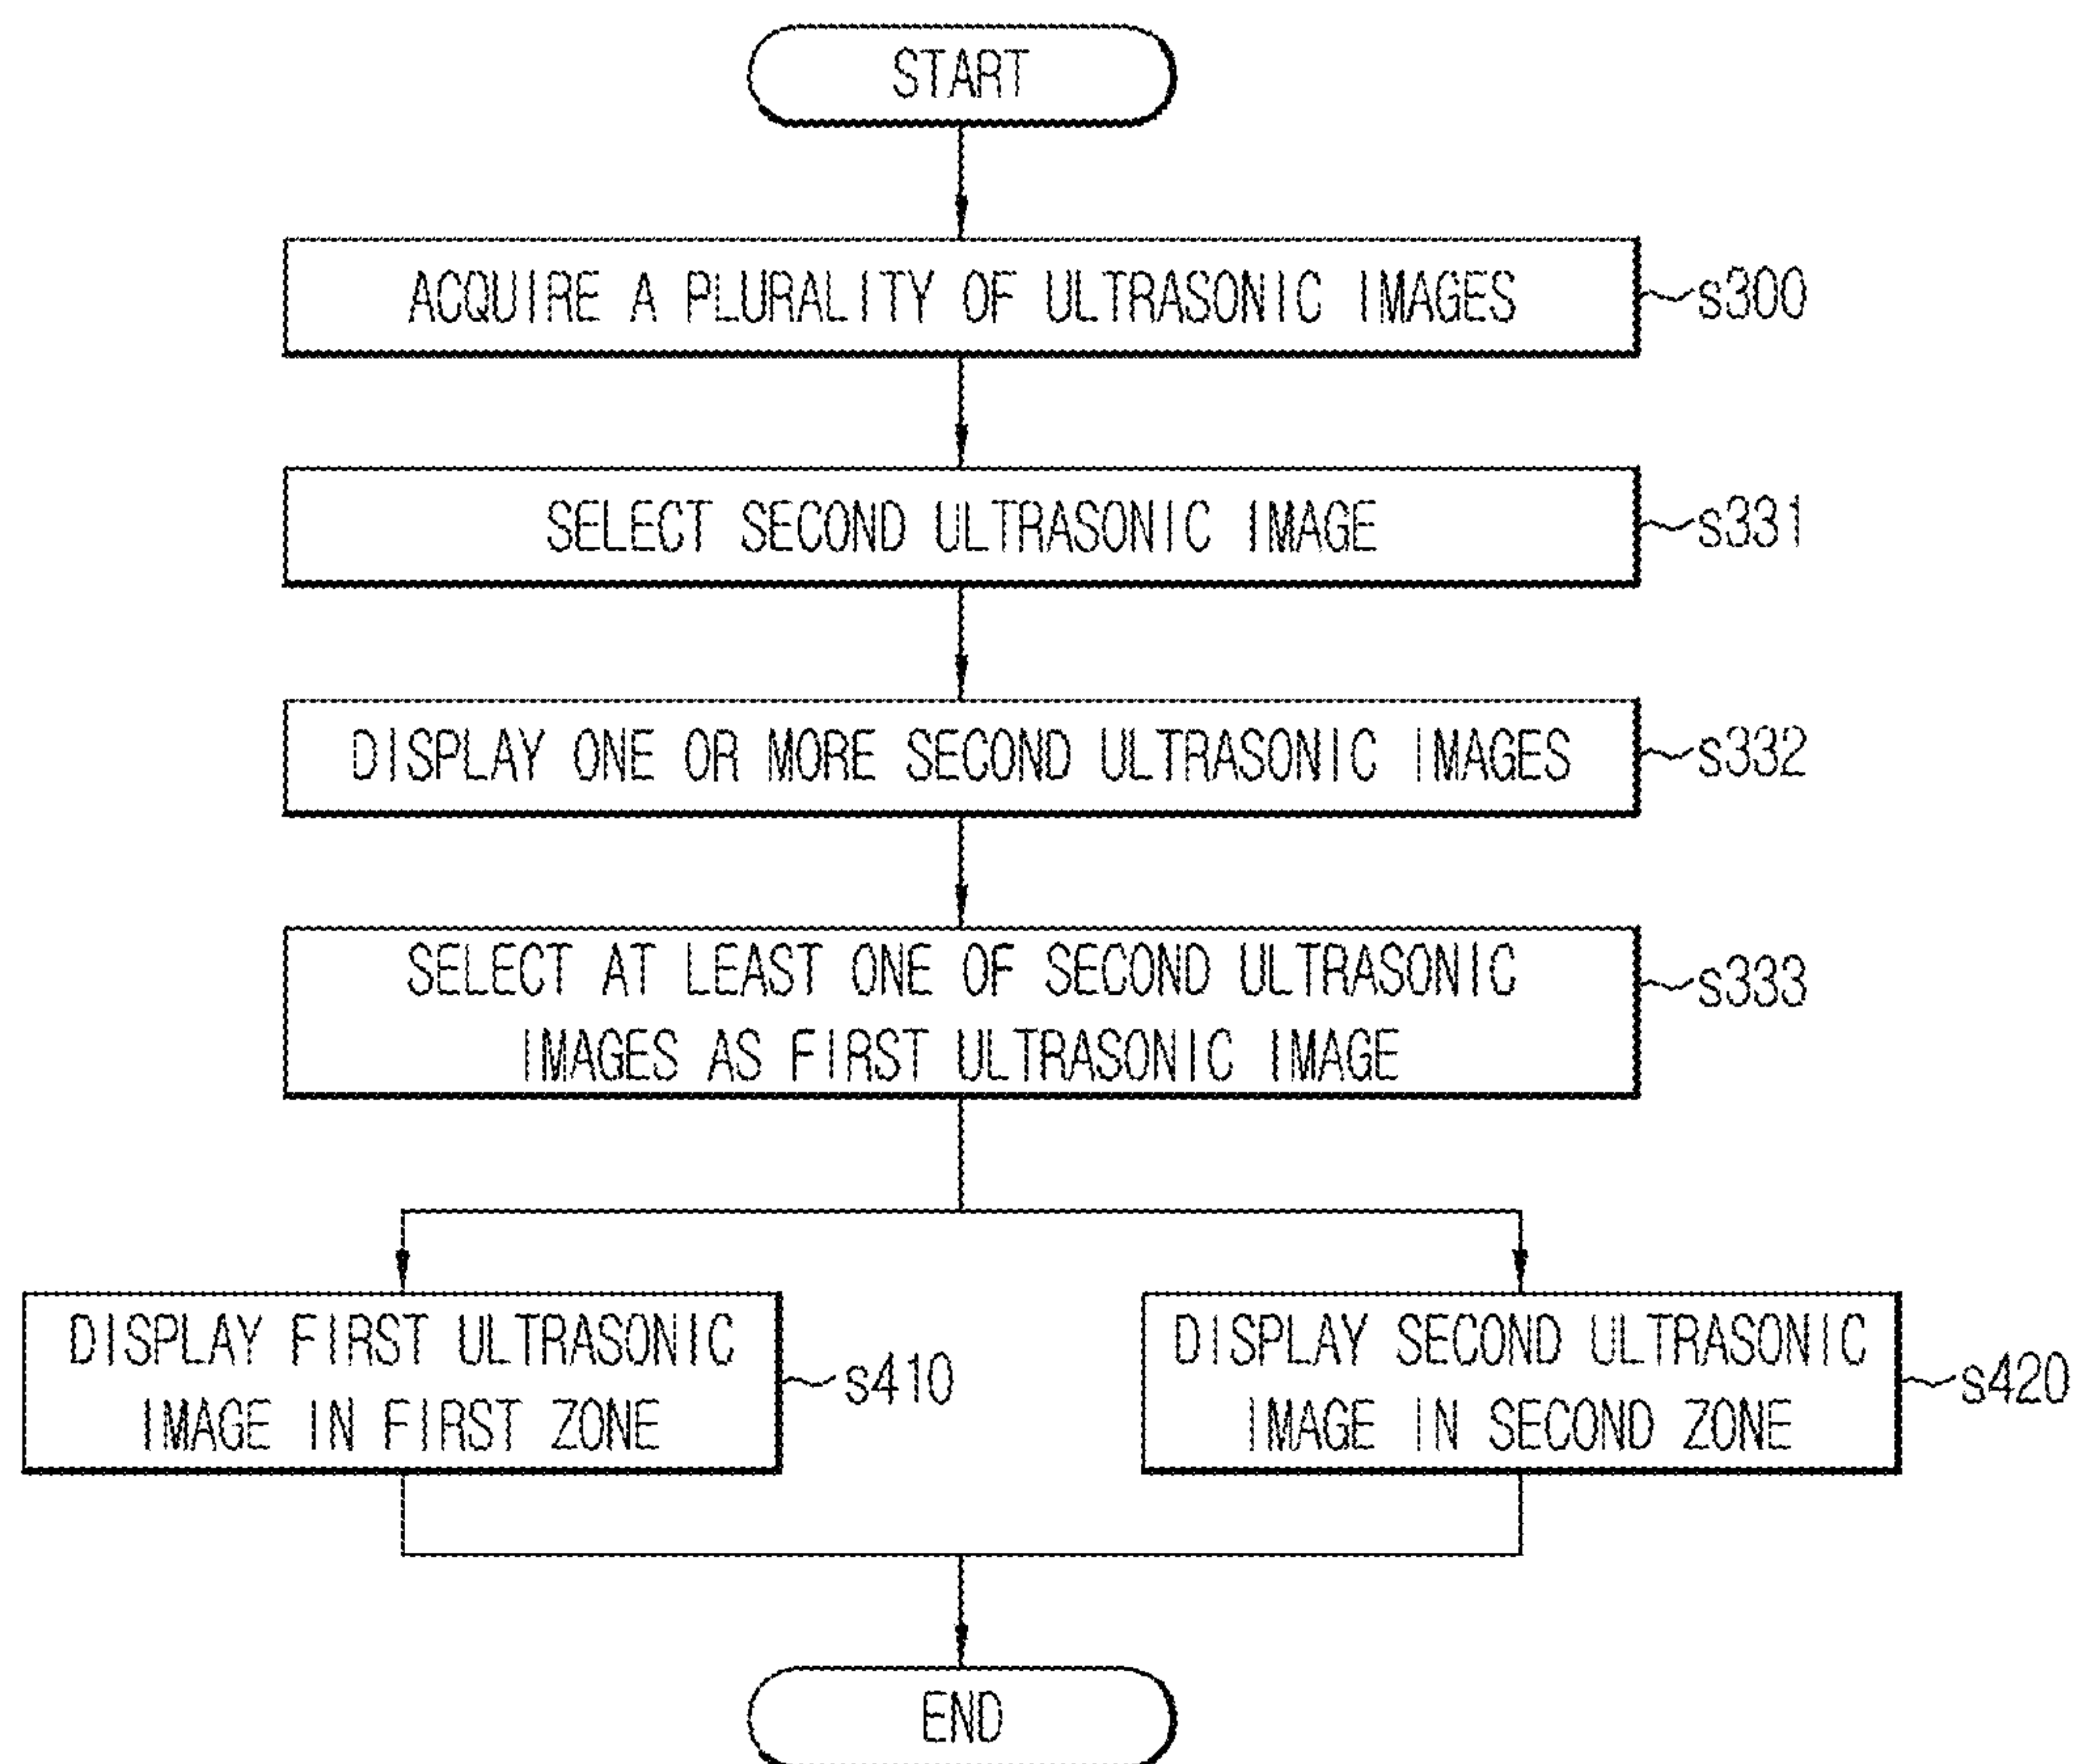 START
ACQUIRE A PLURALITY OF ULTRASONIC IMAGES
s300
SELECT SECOND ULTRASONIC IMAGE
s331
DISPLAY ONE OR MORE SECOND ULTRASONIC IMAGES
s332
SELECT AT LEAST ONE OF SECOND ULTRASONIC
IMAGES AS FIRST ULTRASONIC IMAGE
s333
DISPLAY FIRST ULTRASONIC
IMAGE IN FIRST ZONE
s410
DISPLAY SECOND ULTRASONIC
IMAGE IN SECOND ZONE
s420
END